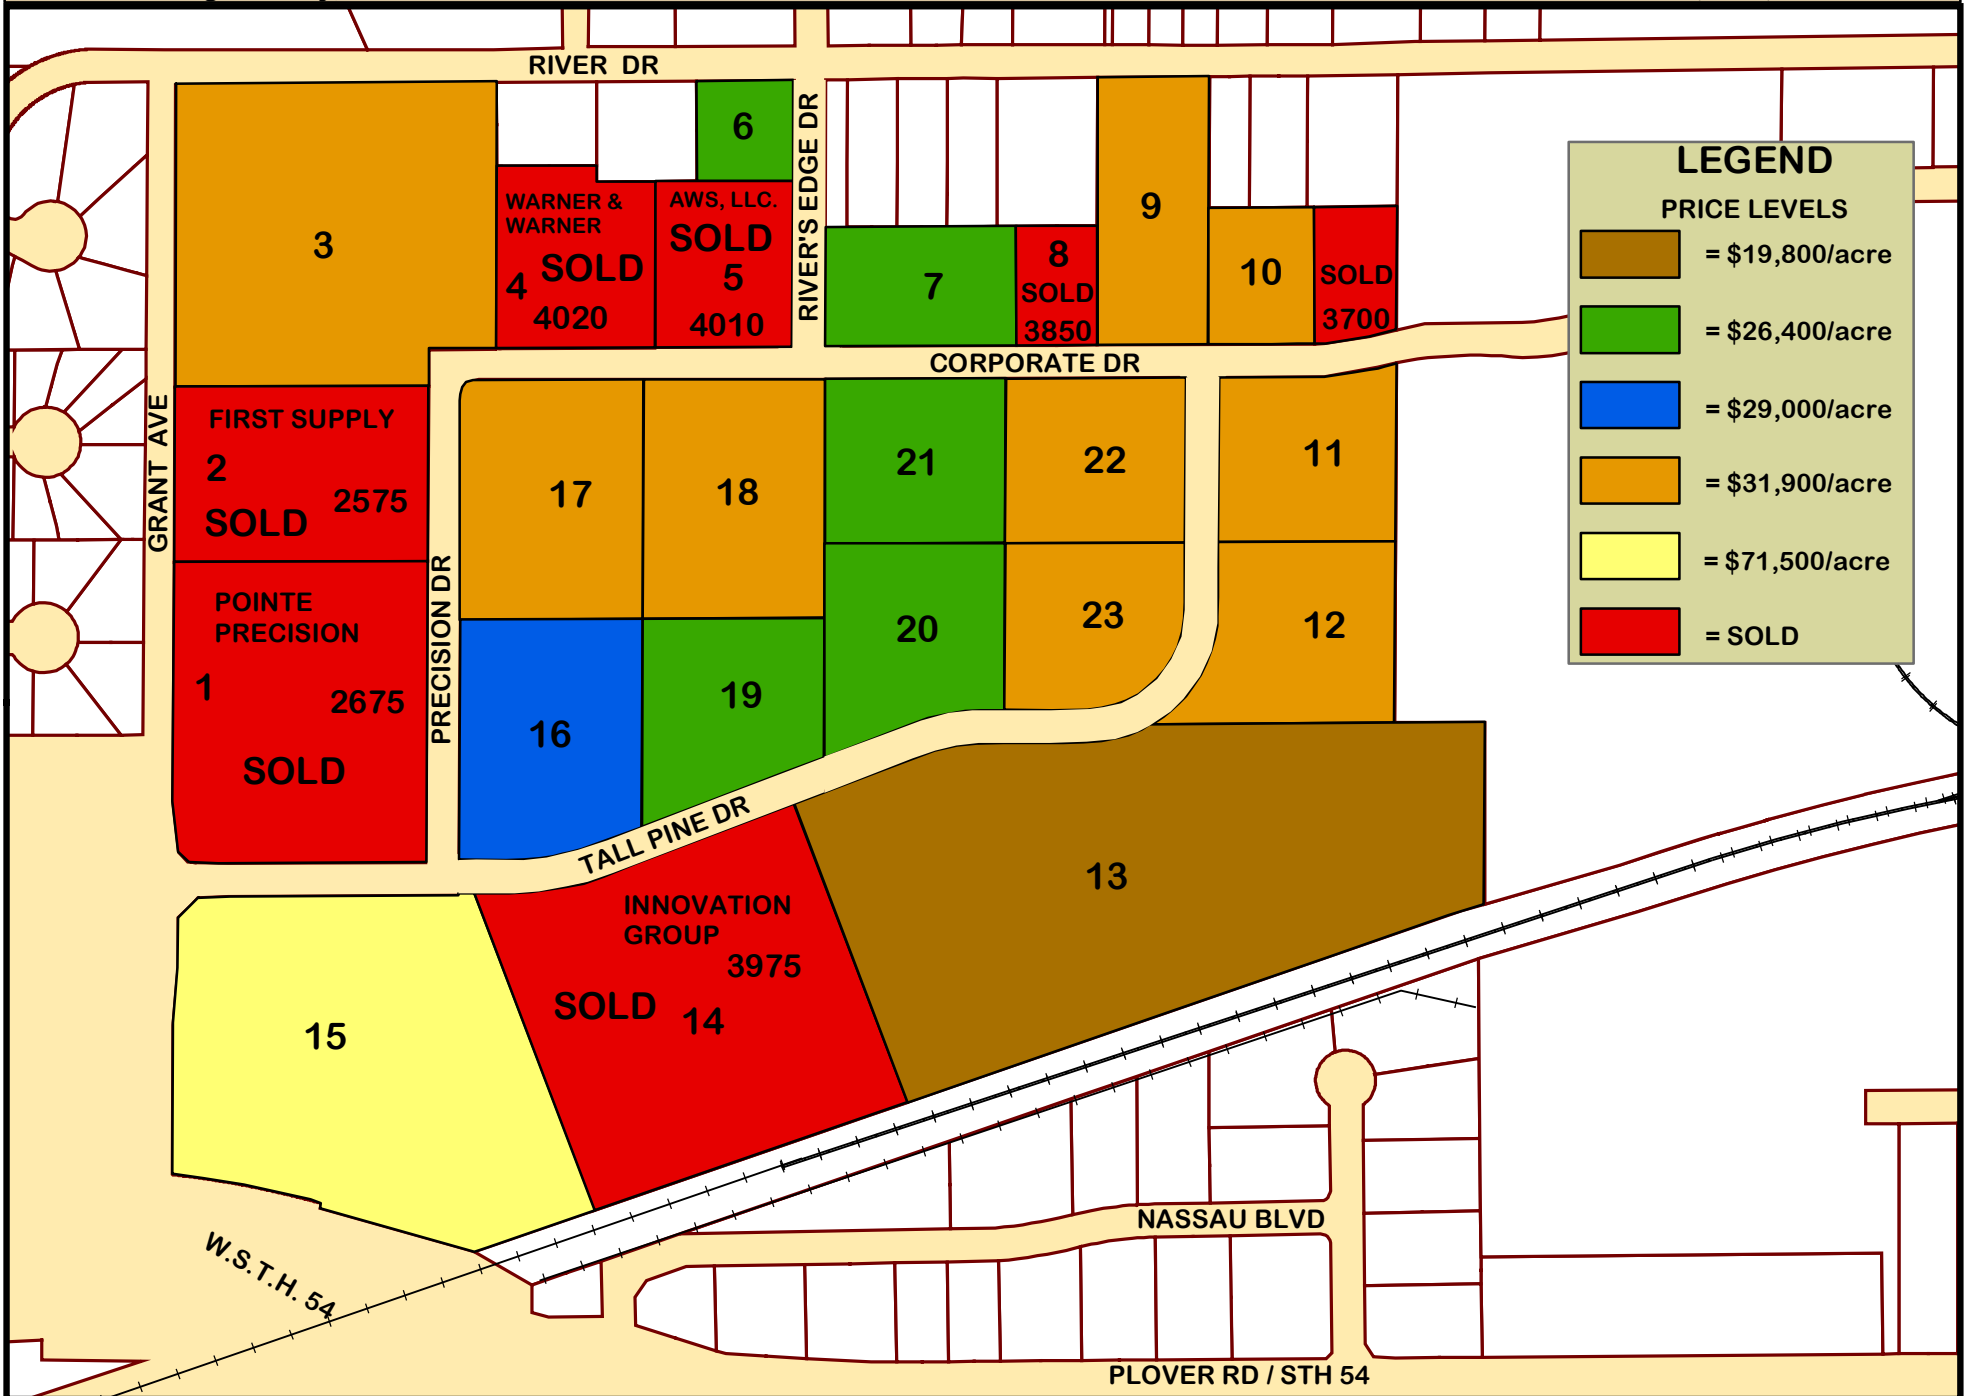 RIVER DR
RIVER'S EDGE DR
6
3
WARNER &
WARNER
4 SOLD
4020
AWS, LLC.
SOLD
5
4010
7
8
SOLD
3850
9
10
SOLD
3700
CORPORATE DR
LEGEND
PRICE LEVELS
= $19,800/acre
= $26,400/acre
= $29,000/acre
= $31,900/acre
= $71,500/acre
= SOLD
GRANT AVE
FIRST SUPPLY
2
2575
SOLD
PRECISION DR
17
18
21
22
11
POINTE
PRECISION
1
2675
SOLD
16
19
20
23
12
TALL PINE DR
13
INNOVATION
GROUP
3975
SOLD 14
15
W.S.T.H. 54
NASSAU BLVD
PLOVER RD / STH 54